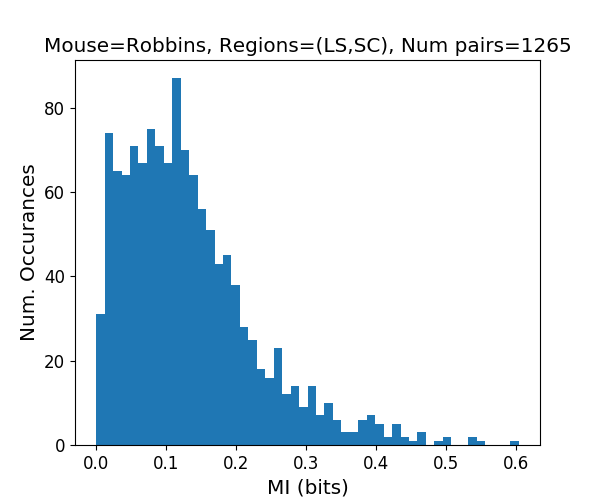 Mouse=Robbins, Regions=(LS,SC), Num pairs=1265
Num. Occurances
80
60
40
20
0
0.0 0.1 0.2 0.3 0.4 0.5 0.6
MI (bits)